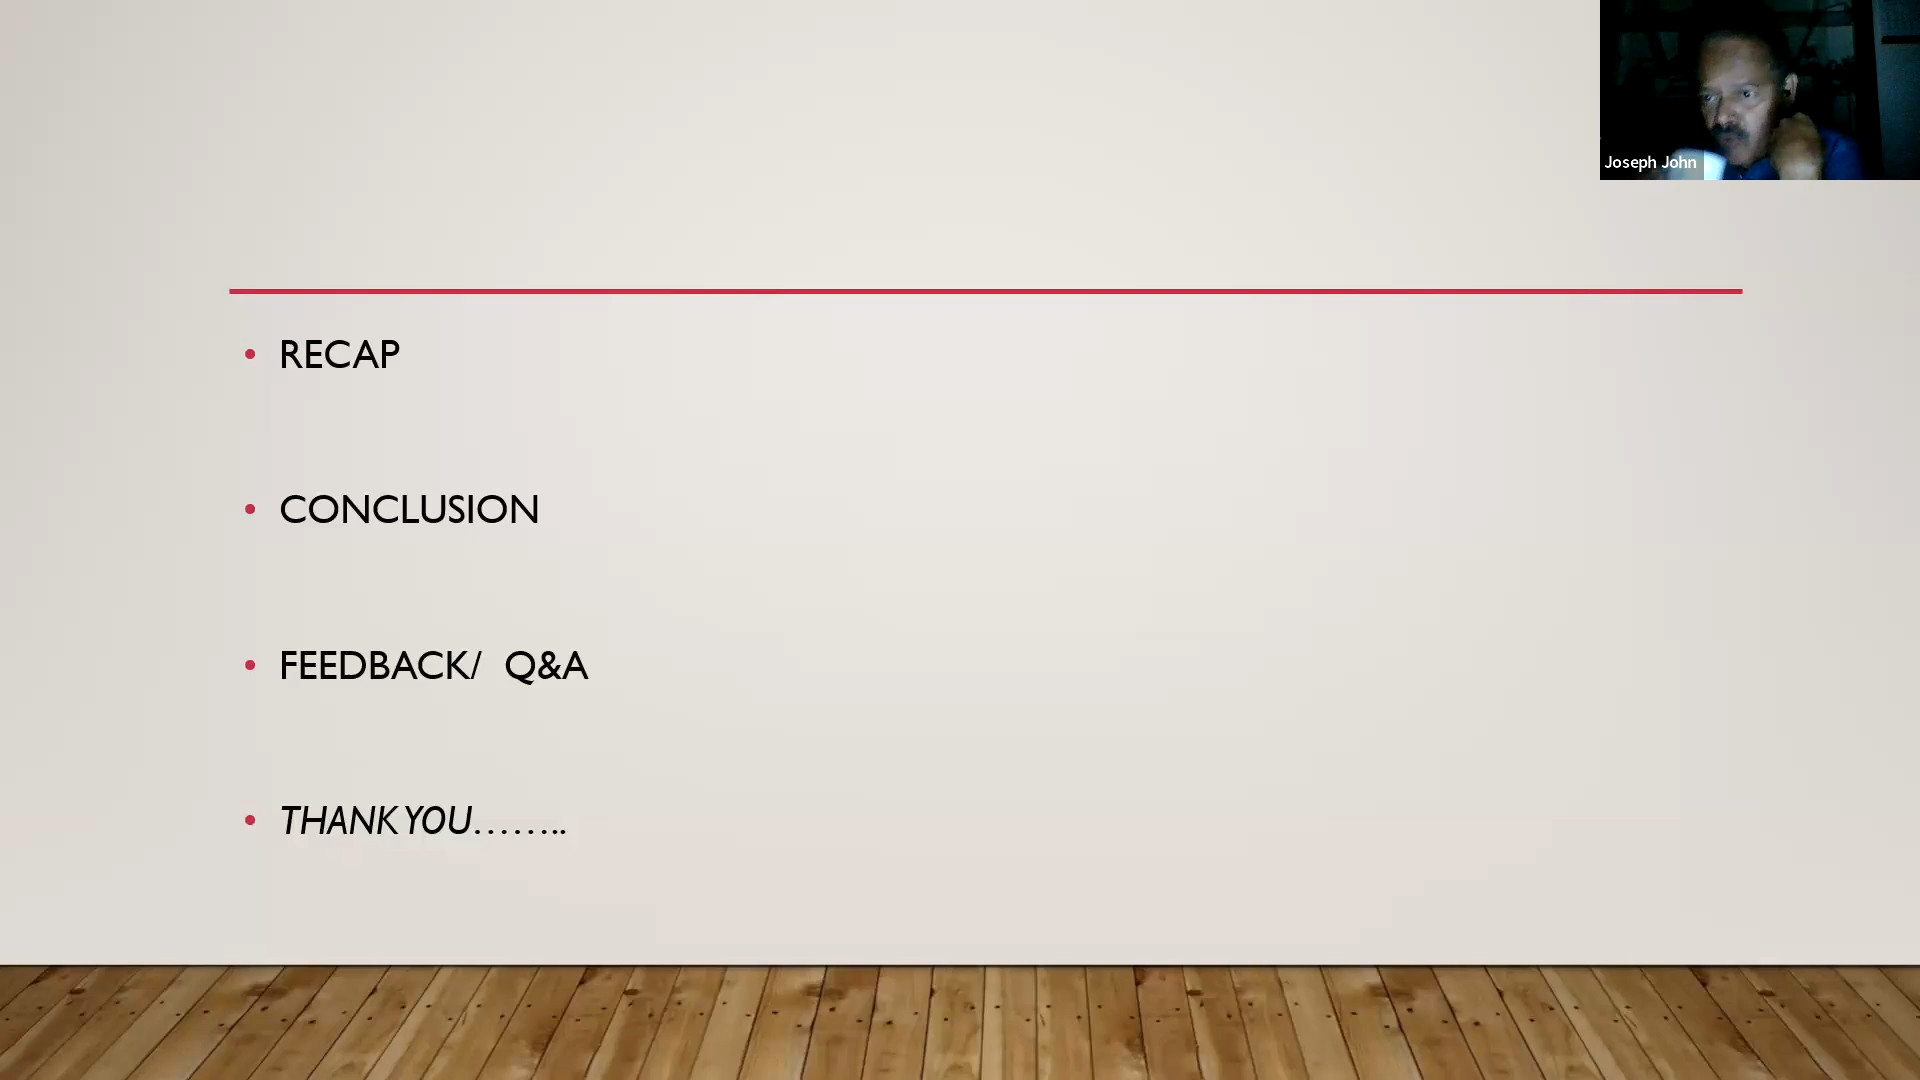 Joseph John
• RECAP
• CONCLUSION
• FEEDBACK/ Q&A
• THANK YOU……..